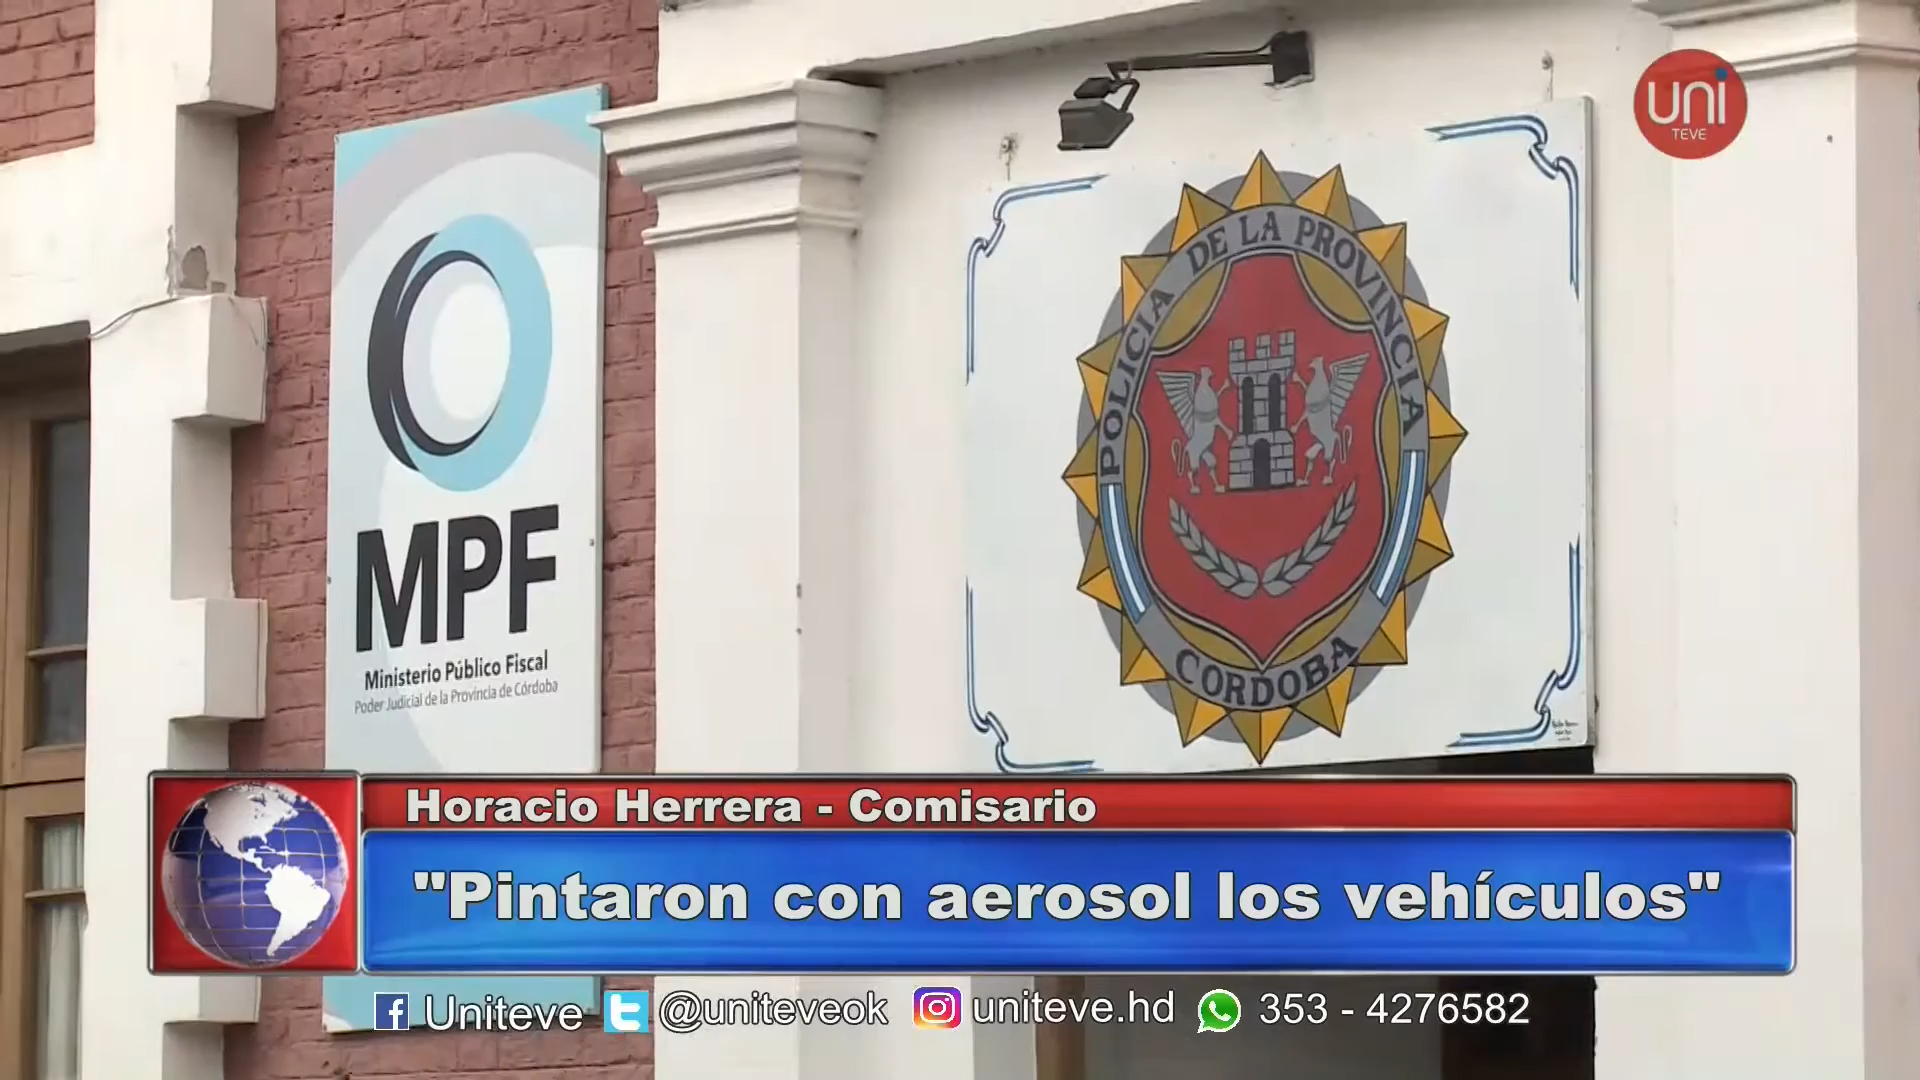 uni
TEVE
POLICIA DE LA PROVINCIA
CORDOBA
MPF
Ministerio Público Fiscal
Poder Judicial de la Provincia de Córdoba
Horacio Herrera - Comisario
"Pintaron con aerosol los vehículos"
Uniteve @uniteveok uniteve.hd 353 - 4276582